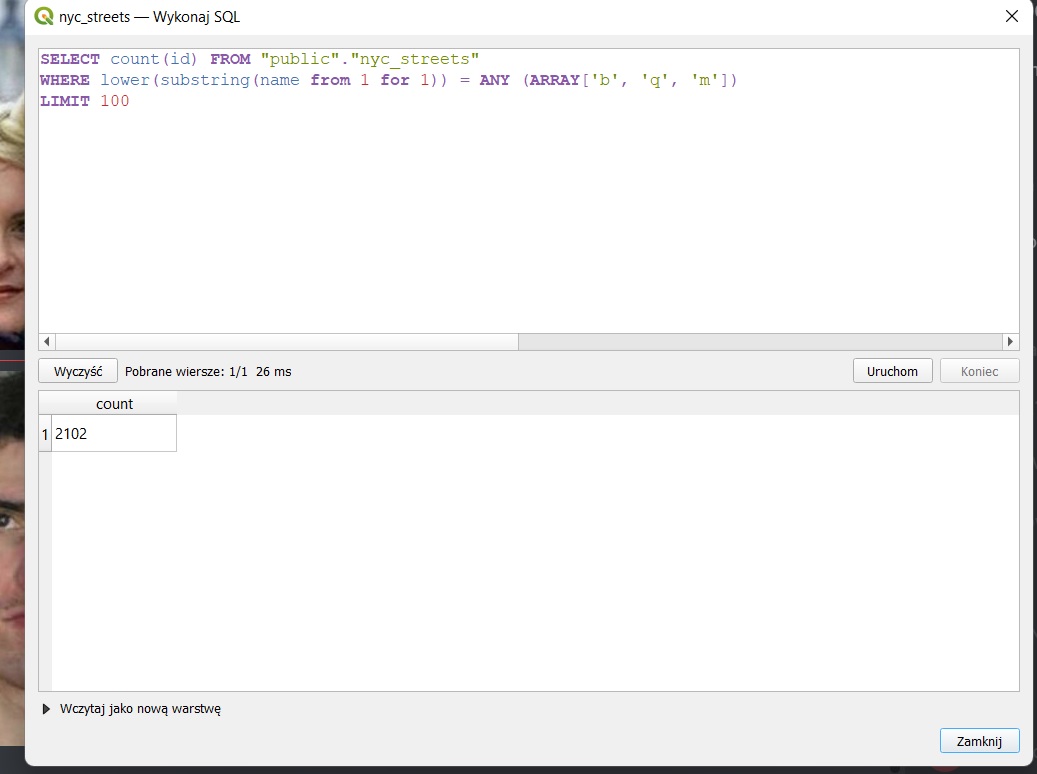 nyc_streets — Wykonaj SQL
SELECT count(id) FROM "public"."nyc_streets"
WHERE lower(substring(name from 1 for 1)) = ANY (ARRAY['b', 'q', 'm'])
LIMIT 100
Wyczyść Pobrane wiersze: 1/1 26 ms Uruchom Koniec
count
1 2102
Wczytaj jako nową warstwę
Zamknij